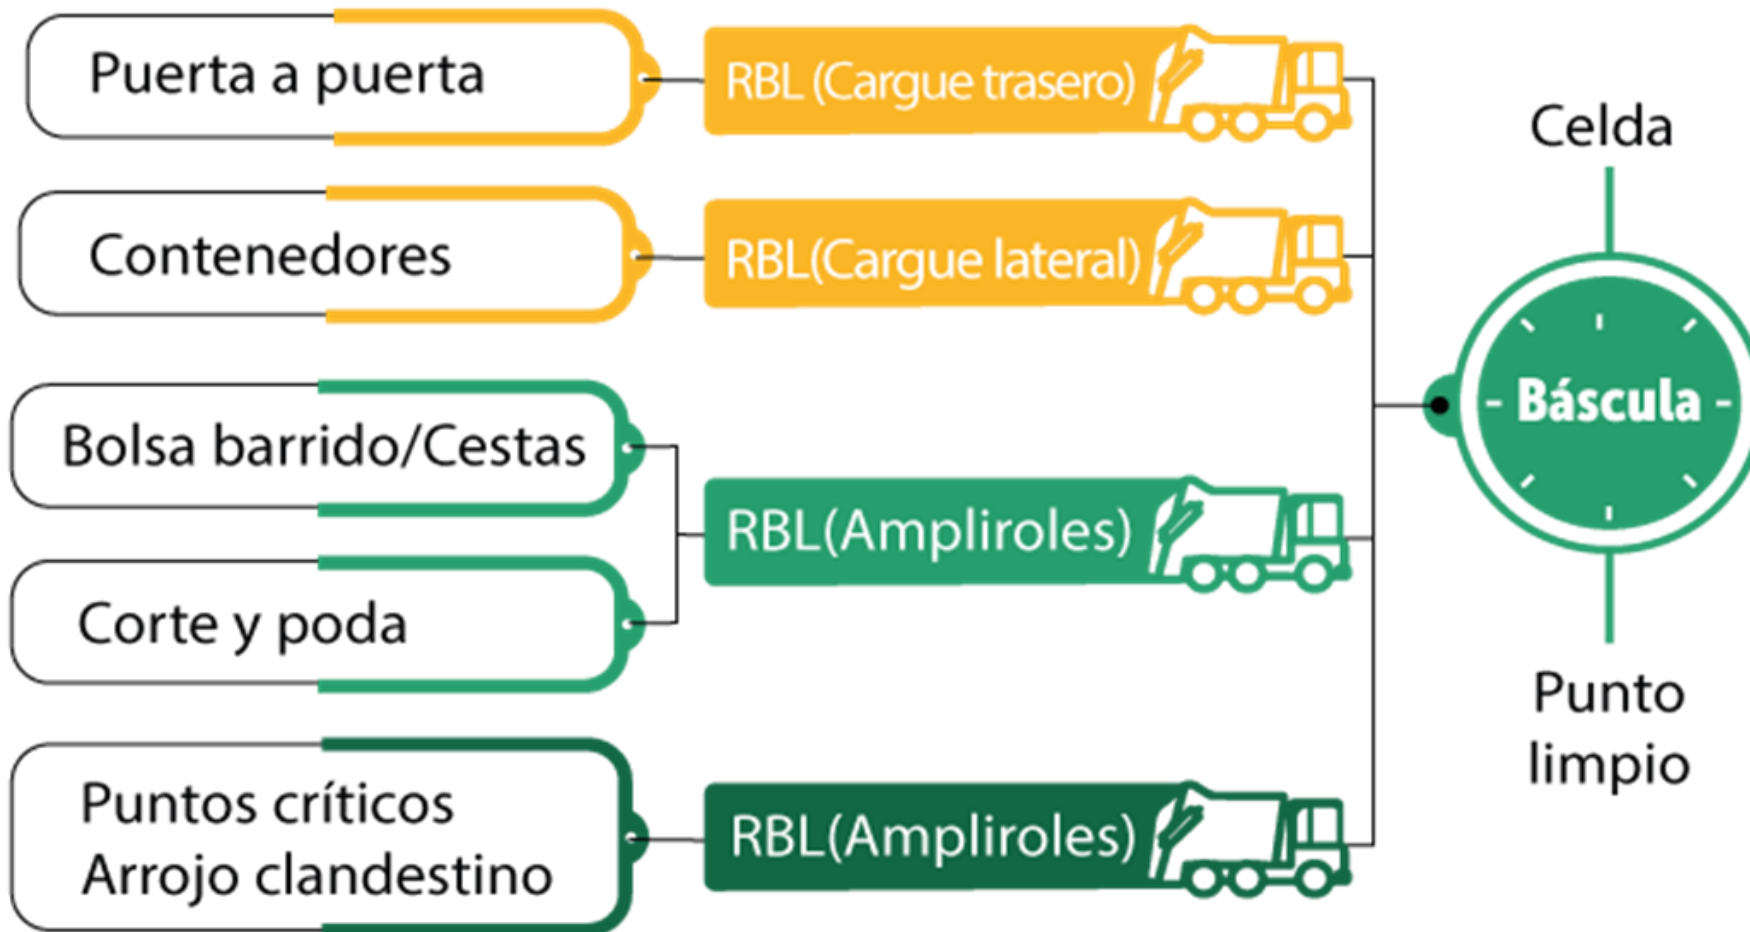 Puerta a puerta
RBL (Cargue trasero)
Contenedores
RBL(Cargue lateral)
Bolsa barrido/Cestas
Corte y poda
RBL(Ampliroles)
Puntos críticos
Arrojo clandestino
RBL(Ampliroles)
Celda
Báscula
Punto
limpio